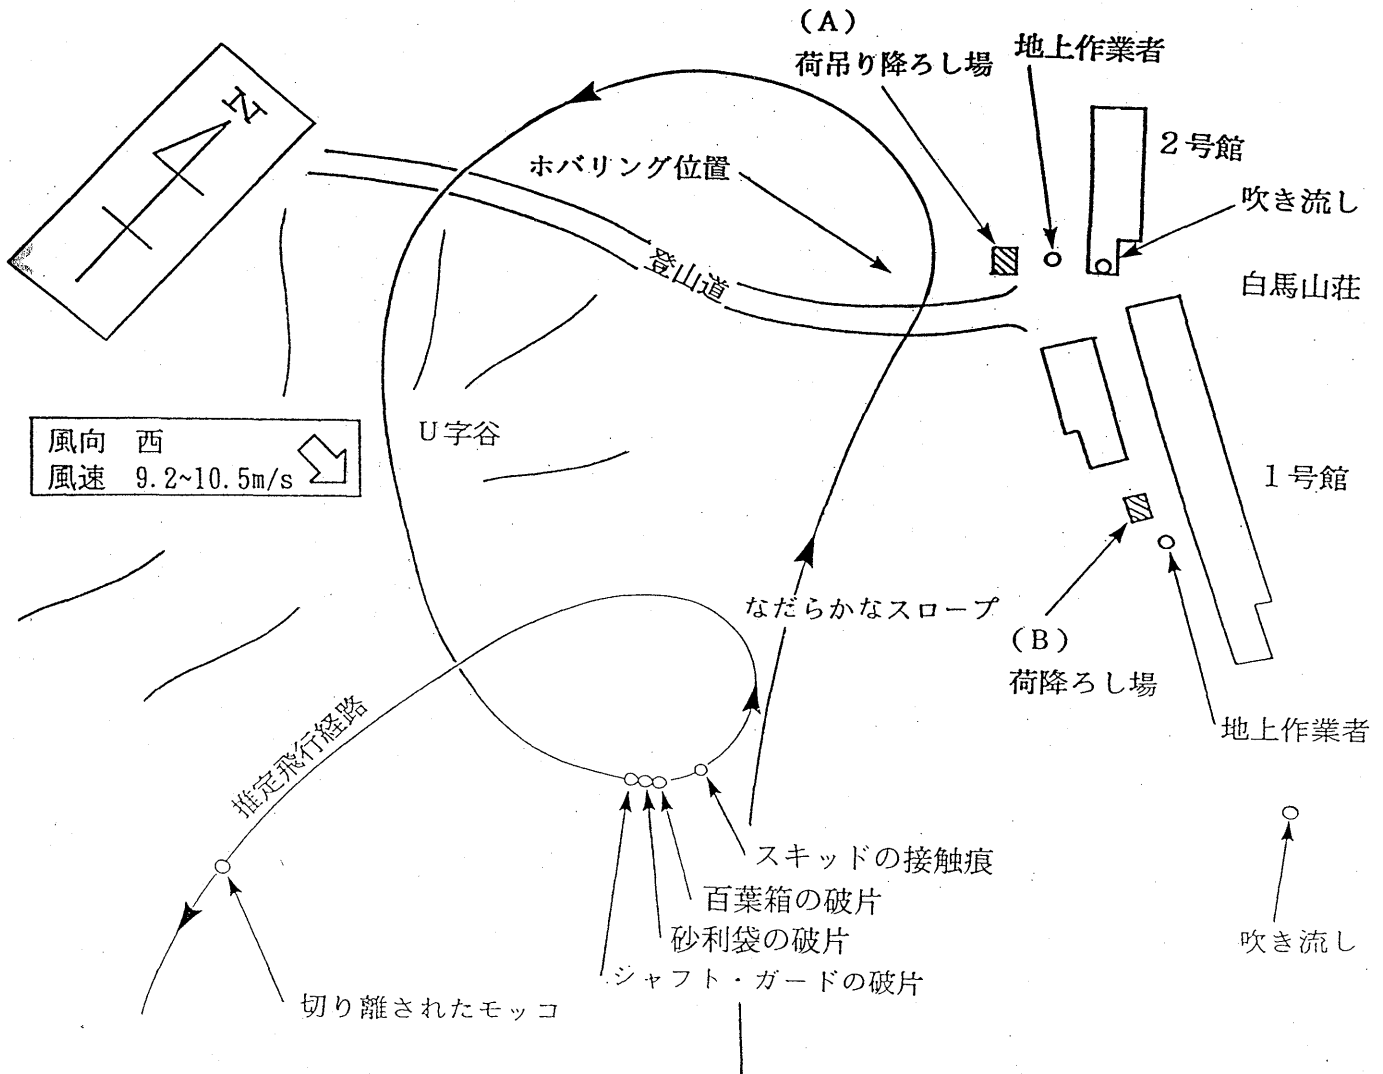 (A)
荷吊り降ろし場
地上作業者
N
2号館
ホバリング位置
吹き流し
登山道
白馬山荘
U字谷
風向 西
風速 9.2~10.5m/s
1号館
なだらかなスロープ
(B)
荷降ろし場
地上作業者
推定飛行経路
スキッドの接触痕
百葉箱の破片
砂利袋の破片
シャフト・ガードの破片
吹き流し
切り離されたモッコ